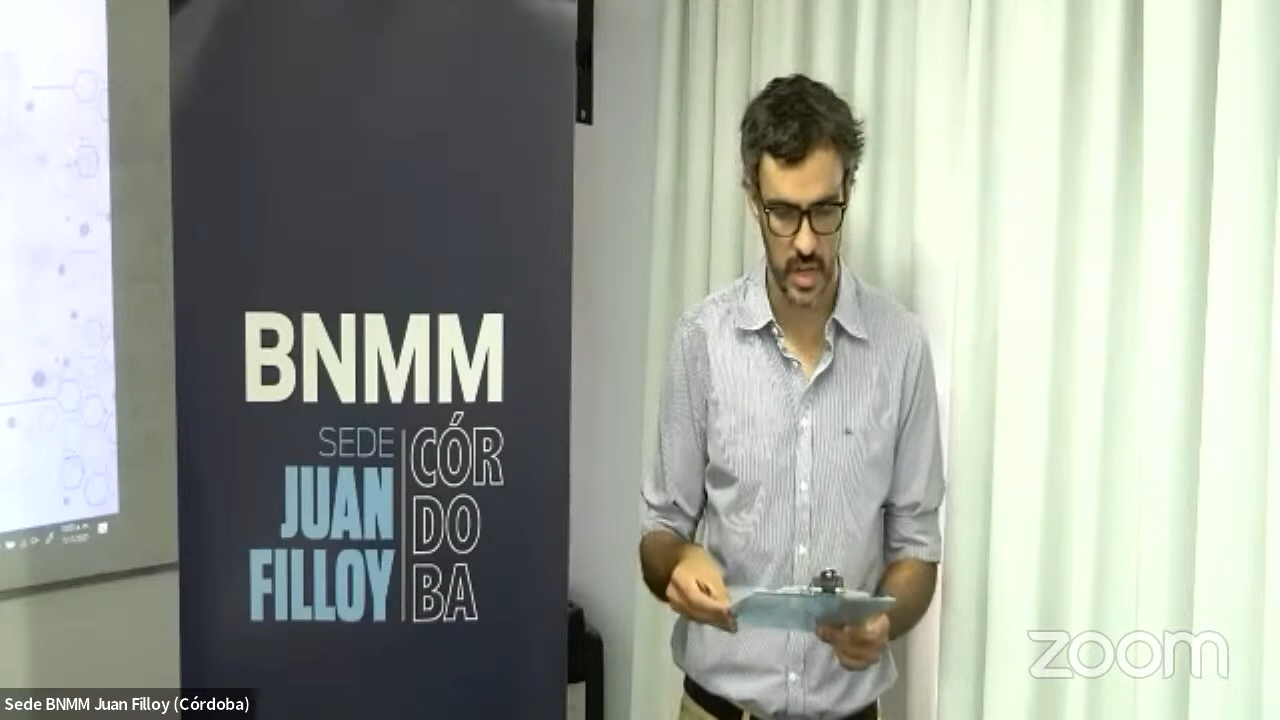 BNMM
SEDE
JUAN
FILLOY
CÓR
DO
BA
zoom
Sede BNMM Juan Filloy (Córdoba)